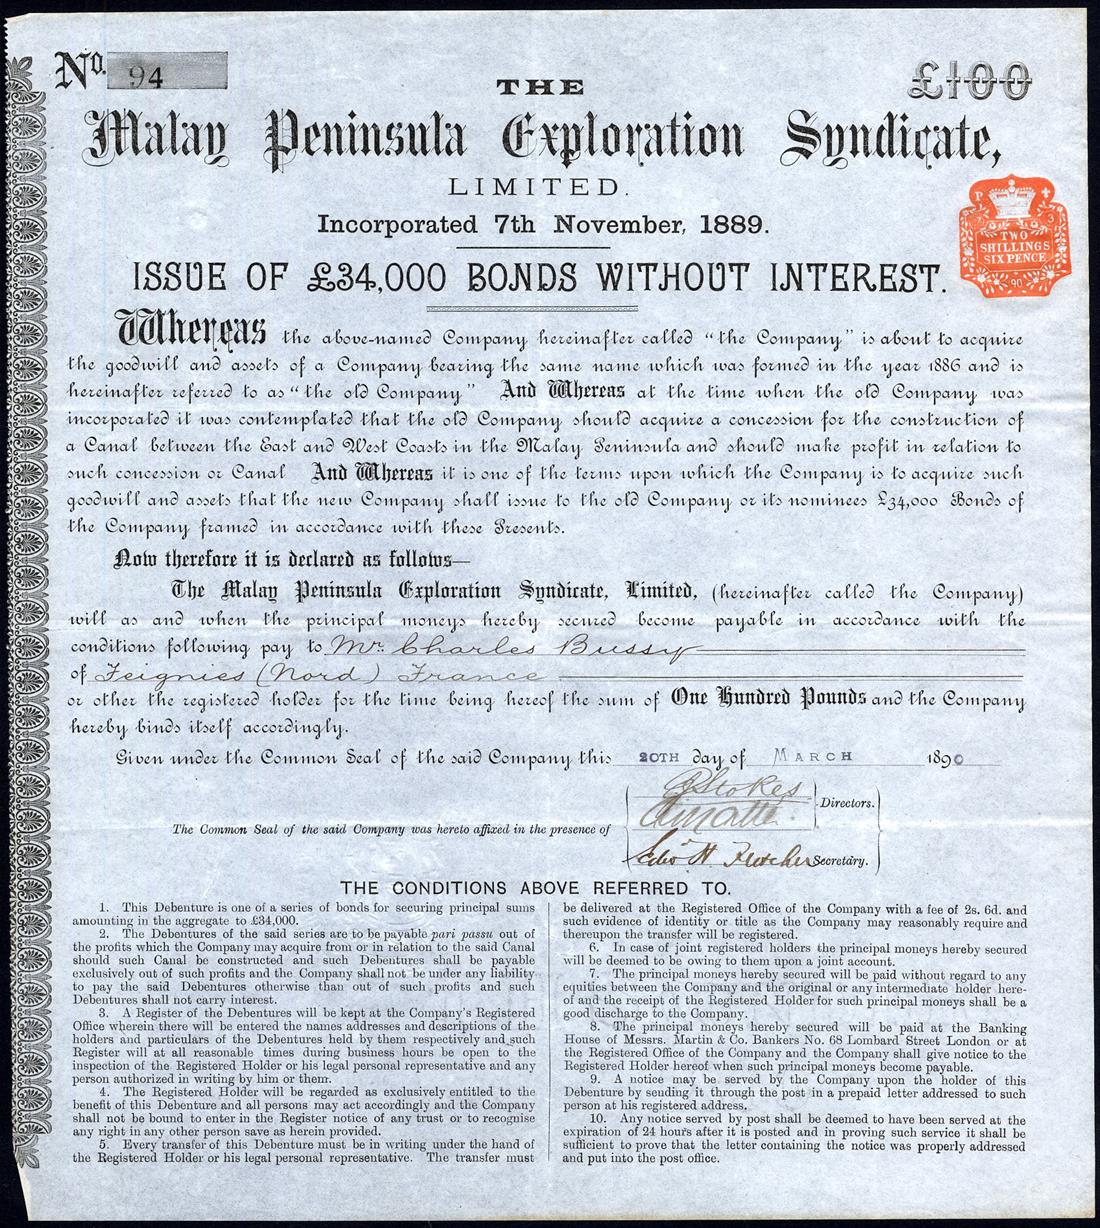 No. 94
£100
THE
Malay Peninsula Exploration Syndicate,
LIMITED.
Incorporated 7th November, 1889.
P
3
TWO
SHILLINGS
SIX PENCE
90
ISSUE OF £34,000 BONDS WITHOUT INTEREST.
Whereas the above-named Company hereinafter called "the Company" is about to acquire
the goodwill and assets of a Company bearing the same name which was formed in the year 1886 and is
hereinafter referred to as "the old Company" And Whereas at the time when the old Company was
incorporated it was contemplated that the old Company should acquire a concession for the construction of
a Canal between the East and West Coasts in the Malay Peninsula and should make profit in relation to
such concession or Canal And Whereas it is one of the terms upon which the Company is to acquire such
goodwill and assets that the new Company shall issue to the old Company or its nominees £34,000 Bonds of
the Company framed in accordance with these Presents.
Now therefore it is declared as follows—
The Malay Peninsula Exploration Syndicate, Limited, (hereinafter called the Company)
will as and when the principal moneys hereby secured become payable in accordance with the
conditions following pay to Mr. Charles Bussy
of Feignies (Nord) France
or other the registered holder for the time being hereof the sum of One Hundred Pounds and the Company
hereby binds itself accordingly.
Given under the Common Seal of the said Company this 20TH day of MARCH 1890
Stokes
Directors.
The Common Seal of the said Company was hereto affixed in the presence of
Edw H. Fletcher Secretary.
THE CONDITIONS ABOVE REFERRED TO.
1. This Debenture is one of a series of bonds for securing principal sums
amounting in the aggregate to £34,000.
2. The Debentures of the said series are to be payable pari passu out of
the profits which the Company may acquire from or in relation to the said Canal
should such Canal be constructed and such Debentures shall be payable
exclusively out of such profits and the Company shall not be under any liability
to pay the said Debentures otherwise than out of such profits and such
Debentures shall not carry interest.
3. A Register of the Debentures will be kept at the Company's Registered
Office wherein there will be entered the names addresses and descriptions of the
holders and particulars of the Debentures held by them respectively and such
Register will at all reasonable times during business hours be open to the
inspection of the Registered Holder or his legal personal representative and any
person authorized in writing by him or them.
4. The Registered Holder will be regarded as exclusively entitled to the
benefit of this Debenture and all persons may act accordingly and the Company
shall not be bound to enter in the Register notice of any trust or to recognise
any right in any other person save as herein provided.
5. Every transfer of this Debenture must be in writing under the hand of
the Registered Holder or his legal personal representative. The transfer must
be delivered at the Registered Office of the Company with a fee of 2s. 6d. and
such evidence of identity or title as the Company may reasonably require and
thereupon the transfer will be registered.
6. In case of joint registered holders the principal moneys hereby secured
will be deemed to be owing to them upon a joint account.
7. The principal moneys hereby secured will be paid without regard to any
equities between the Company and the original or any intermediate holder here-
of and the receipt of the Registered Holder for such principal moneys shall be a
good discharge to the Company.
8. The principal moneys hereby secured will be paid at the Banking
House of Messrs. Martin & Co. Bankers No. 68 Lombard Street London or at
the Registered Office of the Company and the Company shall give notice to the
Registered Holder hereof when such principal moneys become payable.
9. A notice may be served by the Company upon the holder of this
Debenture by sending it through the post in a prepaid letter addressed to such
person at his registered address.
10. Any notice served by post shall be deemed to have been served at the
expiration of 24 hours after it is posted and in proving such service it shall be
sufficient to prove that the letter containing the notice was properly addressed
and put into the post office.